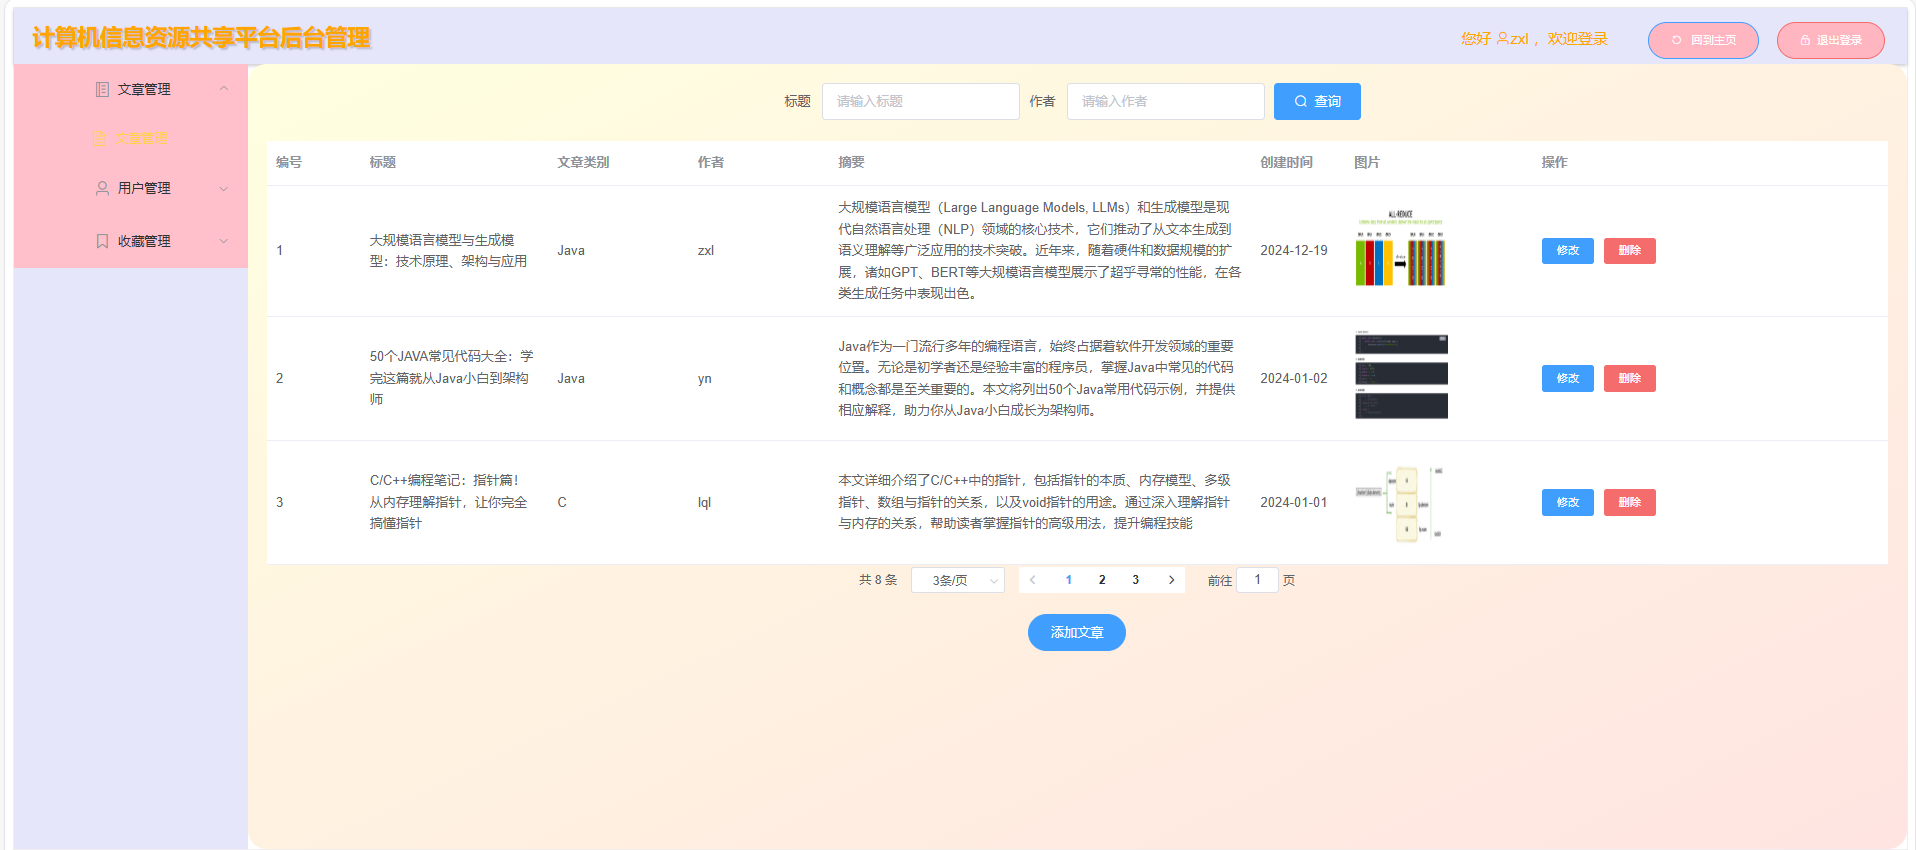 计算机信息资源共享平台后台管理
您好 zxl ，欢迎登录
回到主页
退出登录
文章管理
用户管理
收藏管理
标题 请输入标题 作者 请输入作者 查询
编号 标题 文章类别 作者 摘要 创建时间 图片 操作
1
大规模语言模型与生成模
型：技术原理、架构与应用
Java
zxl
大规模语言模型（Large Language Models, LLMs）和生成模型是现
代自然语言处理（NLP）领域的核心技术，它们推动了从文本生成到
语义理解等广泛应用的技术突破。近年来，随着硬件和数据规模的扩
展，诸如GPT、BERT等大规模语言模型展示了超乎寻常的性能，在各
类生成任务中表现出色。
2024-12-19
ALL-REDUCE
修改 删除
2
50个JAVA常见代码大全：学
完这篇就从Java小白到架构
师
Java
yn
Java作为一门流行多年的编程语言，始终占据着软件开发领域的重要
位置。无论是初学者还是经验丰富的程序员，掌握Java中常见的代码
和概念都是至关重要的。本文将列出50个Java常用代码示例，并提供
相应解释，助力你从Java小白成长为架构师。
2024-01-02
修改 删除
3
C/C++编程笔记：指针篇！
从内存理解指针，让你完全
搞懂指针
C
lql
本文详细介绍了C/C++中的指针，包括指针的本质、内存模型、多级
指针、数组与指针的关系，以及void指针的用途。通过深入理解指针
与内存的关系，帮助读者掌握指针的高级用法，提升编程技能
2024-01-01
修改 删除
共 8 条 3条/页 1 2 3 前往 1 页
添加文章